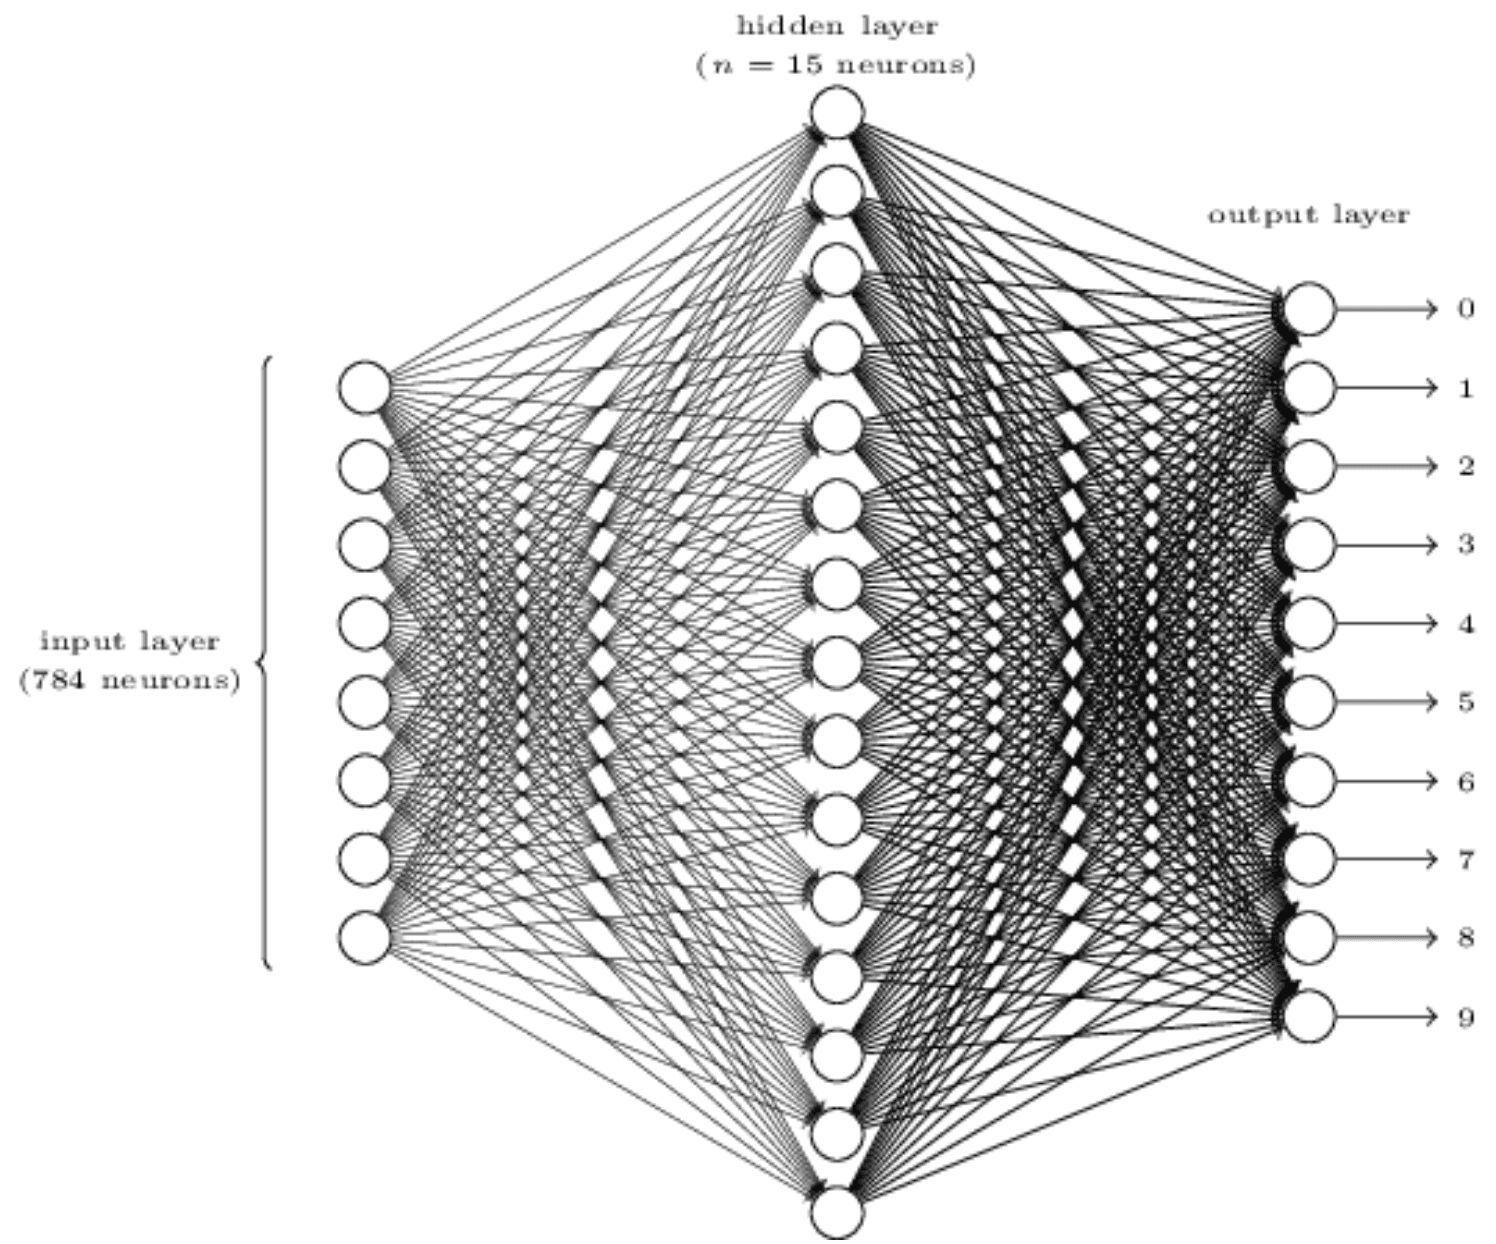 hidden layer
(n = 15 neurons)
output layer
0
1
2
3
input layer
(784 neurons)
4
5
6
7
8
9